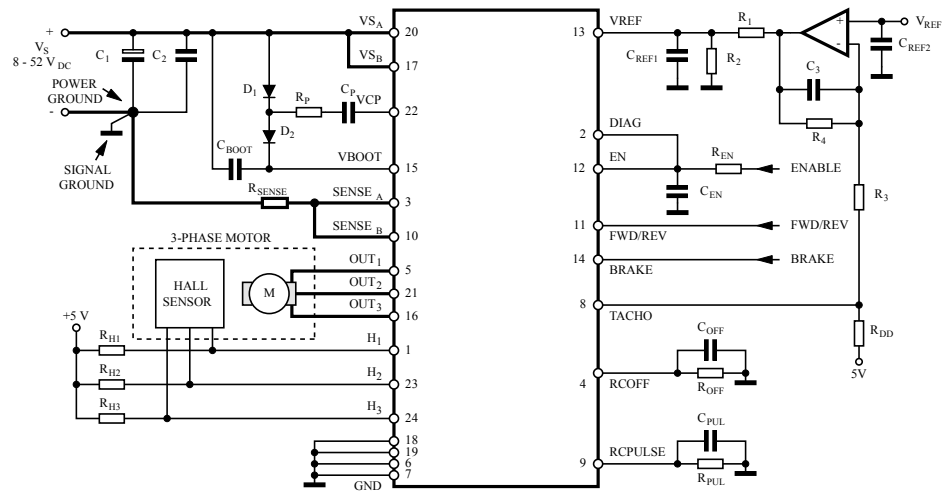 +
V_S
8 - 52 V_DC
POWER GROUND
-
SIGNAL GROUND
C_1
C_2
C_BOOT
D_1
D_2
R_P
C_P
VCP
VBOOT
R_SENSE
VS_A
20
VS_B
17
22
15
SENSE_A
3
SENSE_B
10
3-PHASE MOTOR
HALL SENSOR
M
OUT_1
5
OUT_2
21
OUT_3
16
+5 V
R_H1
H_1
1
R_H2
H_2
23
R_H3
H_3
24
18
19
6
7
GND
13
VREF
C_REF1
R_2
R_1
+
-
V_REF
C_REF2
C_3
R_4
2
DIAG
12
EN
R_EN
ENABLE
C_EN
R_3
11
FWD/REV
FWD/REV
14
BRAKE
BRAKE
8
TACHO
R_DD
5V
4
RCOFF
C_OFF
R_OFF
9
RCPULSE
C_PUL
R_PUL